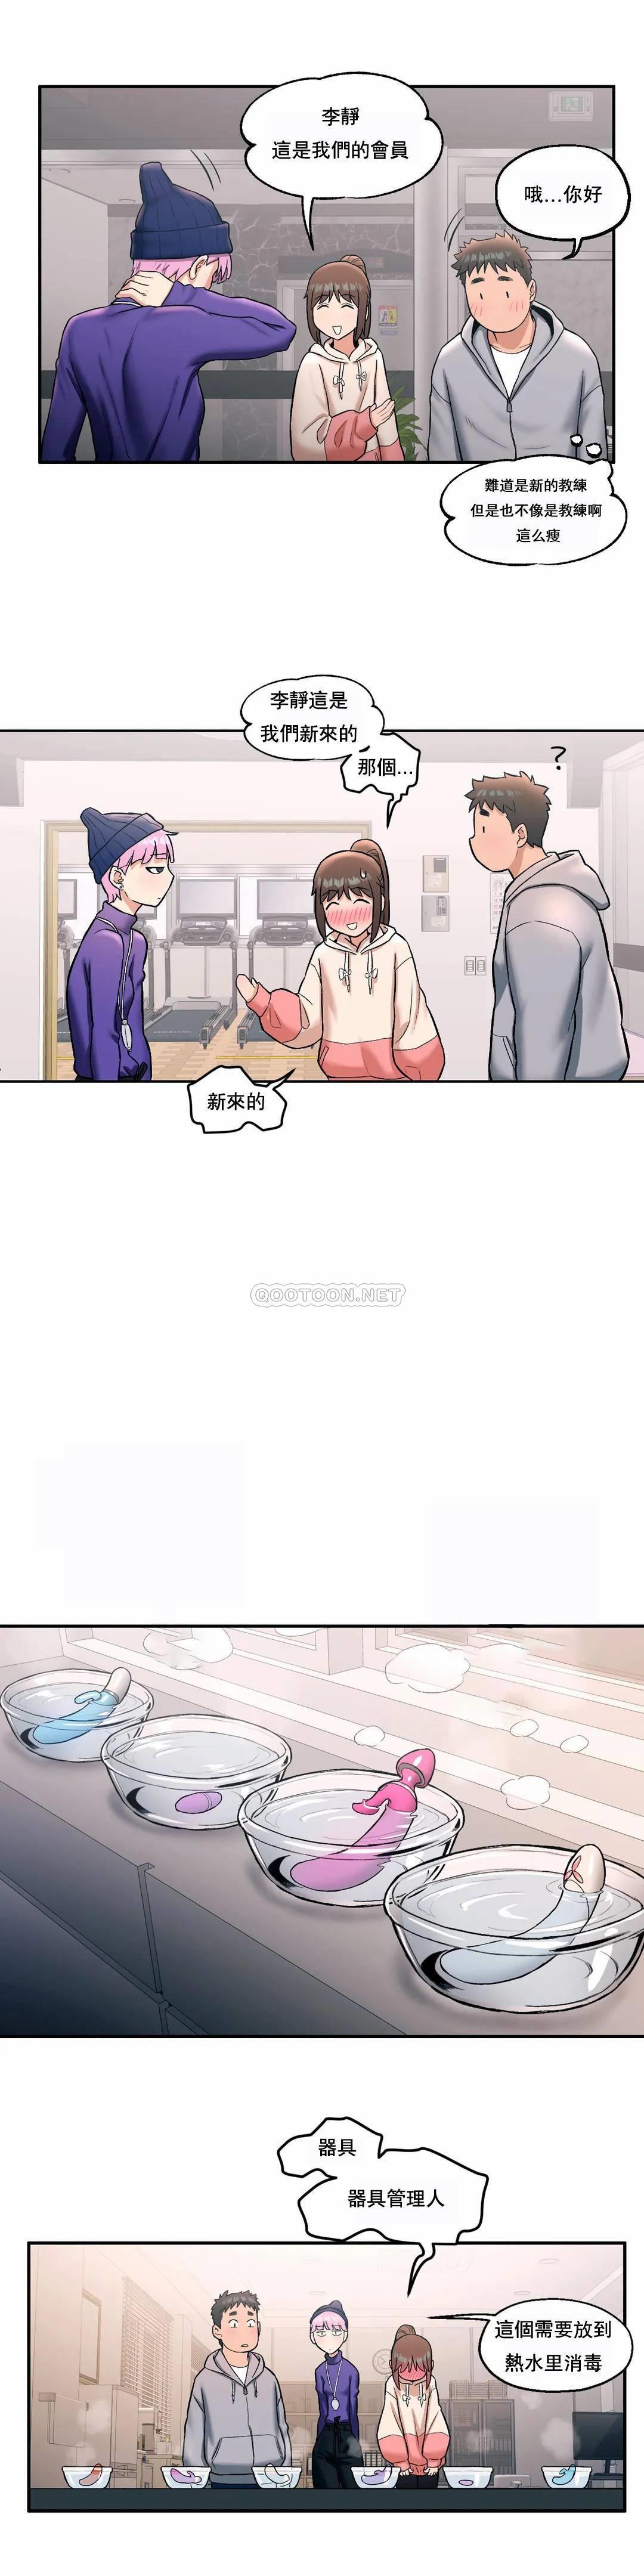 李靜
這是我們的會員
哦...你好
難道是新的教練
但是也不像是教練啊
這么瘦
李靜這是
我們新來的
那個...
?
新來的
QOOTOON.NET
器具
器具管理人
這個需要放到
熱水里消毒